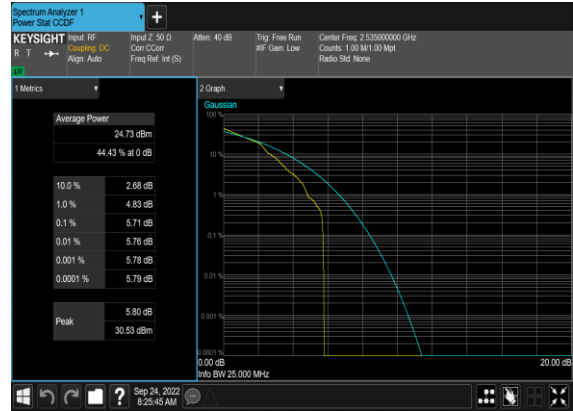 Spectrum Analyzer 1
Power Stat CCDF
KEYSIGHT
R T
LM
Input: RF
Coupling: DC
Align: Auto
Input Z: 50 Ω
Corr CCorr
Freq Ref: Int (S)
Atten: 40 dB
Trig: Free Run
#IF Gain: Low
Center Freq: 2.535000000 GHz
Counts: 1.00 M/1.00 Mpt
Radio Std: None
1 Metrics
Average Power
24.73 dBm
44.43 % at 0 dB
10.0 % 2.68 dB
1.0 % 4.83 dB
0.1 % 5.71 dB
0.01 % 5.76 dB
0.001 % 5.78 dB
0.0001 % 5.79 dB
Peak 5.80 dB
30.53 dBm
2 Graph
Gaussian
100 %
10 %
1 %
0.1 %
0.01 %
0.001 %
0.0001 %
0.00 dB 20.00 dB
Info BW 25.000 MHz
Sep 24, 2022
8:25:45 AM